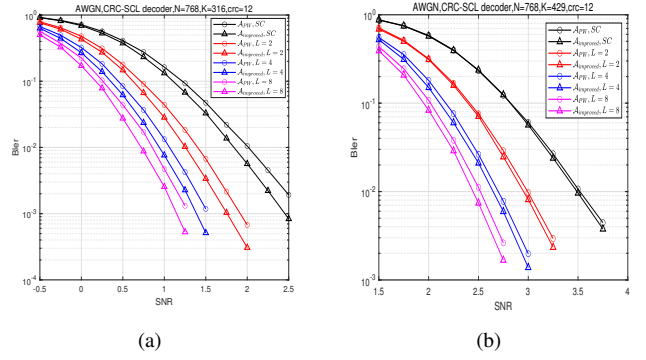 AWGN,CRC-SCL decoder,N=768,K=316,crc=12
A_PW, SC
A_improved, SC
A_PW, L = 2
A_improved, L = 2
A_PW, L = 4
A_improved, L = 4
A_PW, L = 8
A_improved, L = 8
10^0
10^-1
10^-2
10^-3
10^-4
Bler
-0.5 0 0.5 1 1.5 2 2.5
SNR
(a)
AWGN,CRC-SCL decoder,N=768,K=429,crc=12
A_PW, SC
A_improved, SC
A_PW, L = 2
A_improved, L = 2
A_PW, L = 4
A_improved, L = 4
A_PW, L = 8
A_improved, L = 8
10^0
10^-1
10^-2
10^-3
Bler
1.5 2 2.5 3 3.5 4
SNR
(b)